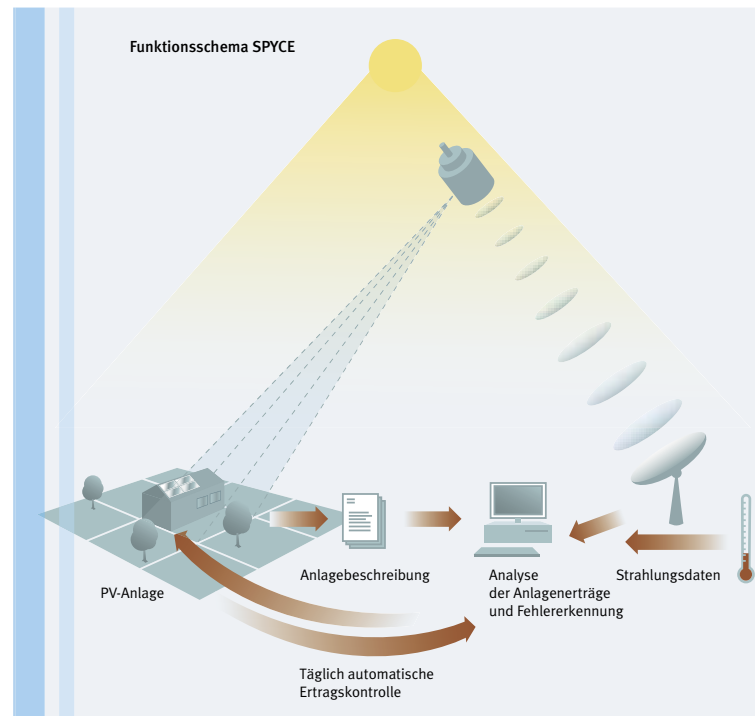 Funktionsschema SPYCE
PV-Anlage
Anlagebeschreibung
Analyse
der Anlagenerträge
und Fehlererkennung
Strahlungsdaten
Täglich automatische
Ertragskontrolle